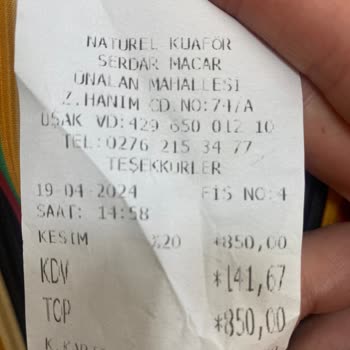 NATUREL KUAFÖR
SERDAR MACAR
ÜNALAN MAHALLESİ
Z.HANIM CD.NO:74/A
UŞAK VD:429 650 012 10
TEL:0276 215 34 77
TEŞEKKÜRLER
19-04-2024 FİŞ NO:4
SAAT: 14:58
KESİM %20 *850,00
KDV *141,67
TOP *850,00